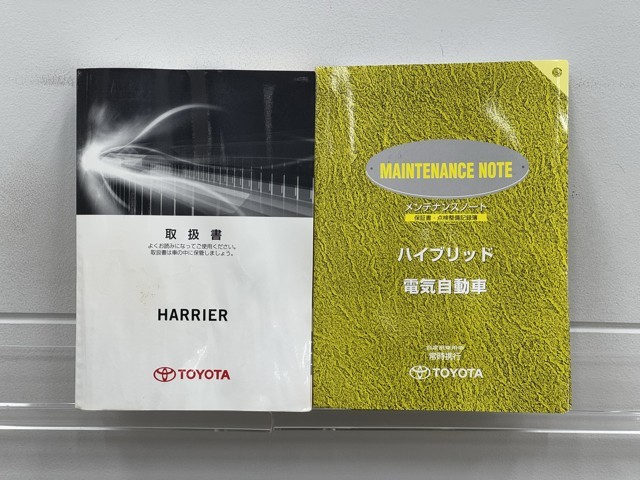 取扱書
よくお読みになってご使用ください。
取扱書は車の中に保管しましょう。
HARRIER
TOYOTA
MAINTENANCE NOTE
メンテナンスノート
保証書・点検整備記録簿
ハイブリッド
電気自動車
常時携行
TOYOTA